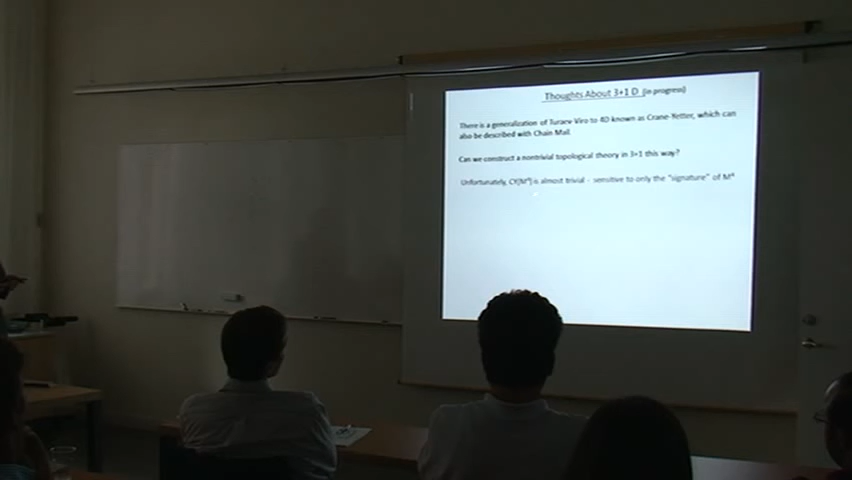 Thoughts About 3+1 D (in progress)
There is a generalization of Turaev Viro to 4D known as Crane-Yetter, which can
also be described with Chain Mail
Can we construct a nontrivial topological theory in 3+1 this way?
Unfortunately, CY(M⁴) is almost trivial - sensitive to only the "signature" of M⁴